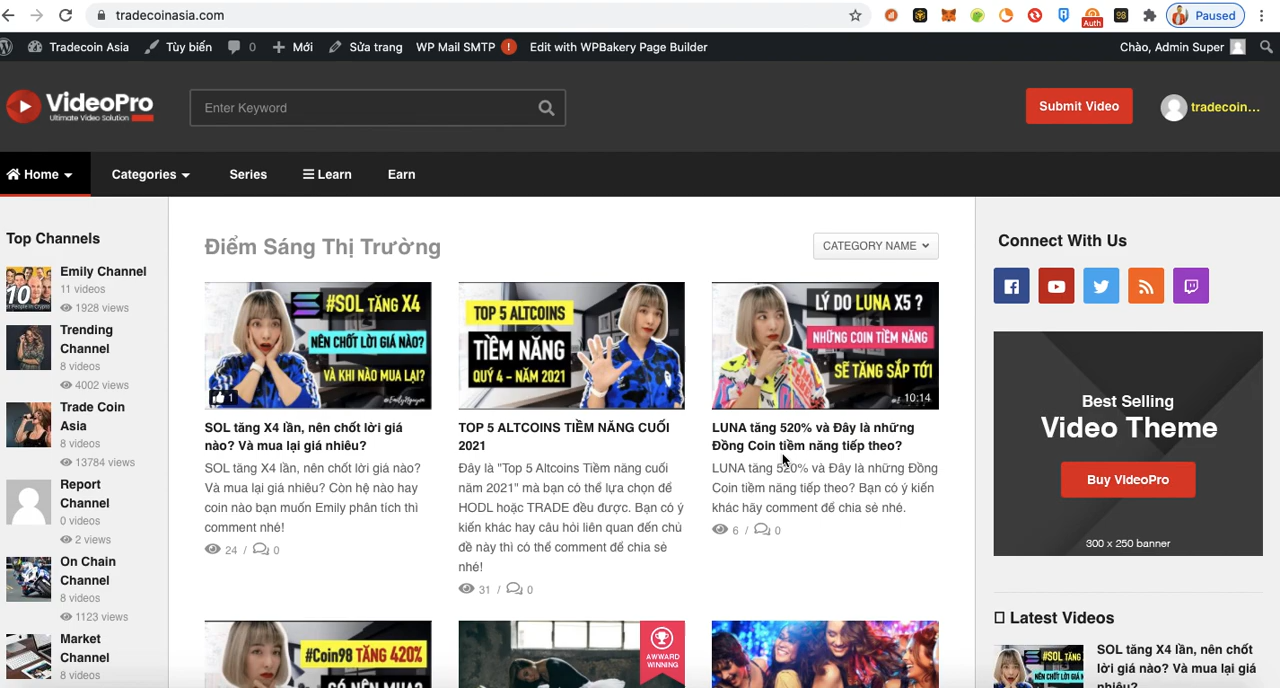 tradecoinasia.com
Auth
Paused
Tradecoin Asia
Tùy biến
0
Mới
Sửa trang
WP Mail SMTP !
Edit with WPBakery Page Builder
Chào, Admin Super
VideoPro
Ultimate Video Solution
Enter Keyword
Submit Video
tradecoin...
Home
Categories
Series
Learn
Earn
Top Channels
Emily Channel
11 videos
1928 views
Trending
Channel
8 videos
4002 views
Trade Coin
Asia
8 videos
13784 views
Report
Channel
0 videos
2 views
On Chain
Channel
8 videos
1123 views
Market
Channel
8 videos
Điểm Sáng Thị Trường
CATEGORY NAME
#SOL TĂNG X4
NÊN CHỐT LỜI GIÁ NÀO?
VÀ KHI NÀO MUA LẠI?
1
SOL tăng X4 lần, nên chốt lời giá
nào? Và mua lại giá nhiêu?
SOL tăng X4 lần, nên chốt lời giá nào?
Và mua lại giá nhiêu? Còn hệ nào hay
coin nào bạn muốn Emily phân tích thì
comment nhé!
24 / 0
TOP 5 ALTCOINS
TIỀM NĂNG
QUÝ 4 - NĂM 2021
TOP 5 ALTCOINS TIỀM NĂNG CUỐI
2021
Đây là "Top 5 Altcoins Tiềm năng cuối
năm 2021" mà bạn có thể lựa chọn để
HODL hoặc TRADE đều được. Bạn có ý
kiến khác hay câu hỏi liên quan đến chủ
đề này thì có thể comment để chia sẻ
nhé!
31 / 0
LÝ DO LUNA X5 ?
NHỮNG COIN TIỀM NĂNG
SẼ TĂNG SẮP TỚI
10:14
LUNA tăng 520% và Đây là những
Đồng Coin tiềm năng tiếp theo?
LUNA tăng 520% và Đây là những Đồng
Coin tiềm năng tiếp theo? Bạn có ý kiến
khác hãy comment để chia sẻ nhé.
6 / 0
#Coin98 TĂNG 420%
CÓ NÊN MUA?
AWWARD
WINNING
Connect With Us
Best Selling
Video Theme
Buy VideoPro
300 x 250 banner
Latest Videos
SOL tăng X4 lần, nên chốt
lời giá nào? Và mua lại giá
nhiêu?